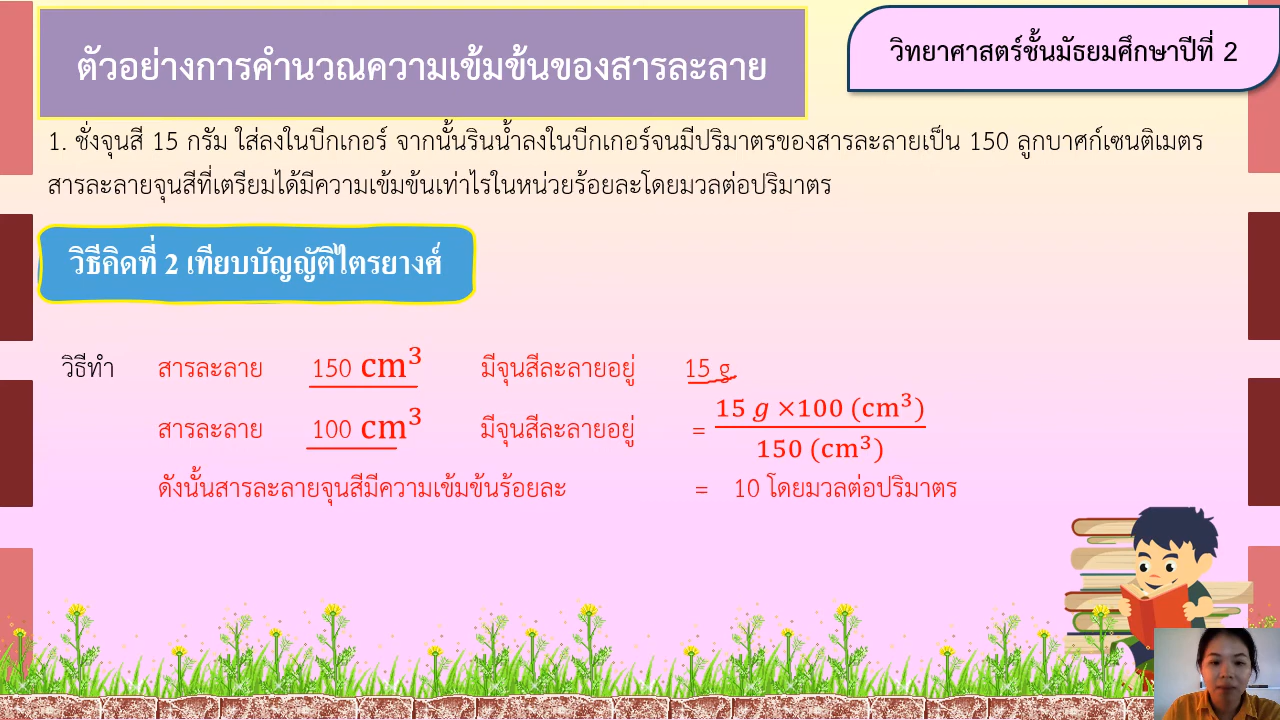 ตัวอย่างการคำนวณความเข้มข้นของสารละลาย
วิทยาศาสตร์ชั้นมัธยมศึกษาปีที่ 2
1. ชั่งจุนสี 15 กรัม ใส่ลงในบีกเกอร์ จากนั้นรินน้ำลงในบีกเกอร์จนมีปริมาตรของสารละลายเป็น 150 ลูกบาศก์เซนติเมตร
สารละลายจุนสีที่เตรียมได้มีความเข้มข้นเท่าไรในหน่วยร้อยละโดยมวลต่อปริมาตร
วิธีคิดที่ 2 เทียบบัญญัติไตรยางศ์
วิธีทำ สารละลาย 150 cm³ มีจุนสีละลายอยู่ 15 g
สารละลาย 100 cm³ มีจุนสีละลายอยู่ = 15 g ×100 (cm³)
150 (cm³)
ดังนั้นสารละลายจุนสีมีความเข้มข้นร้อยละ = 10 โดยมวลต่อปริมาตร